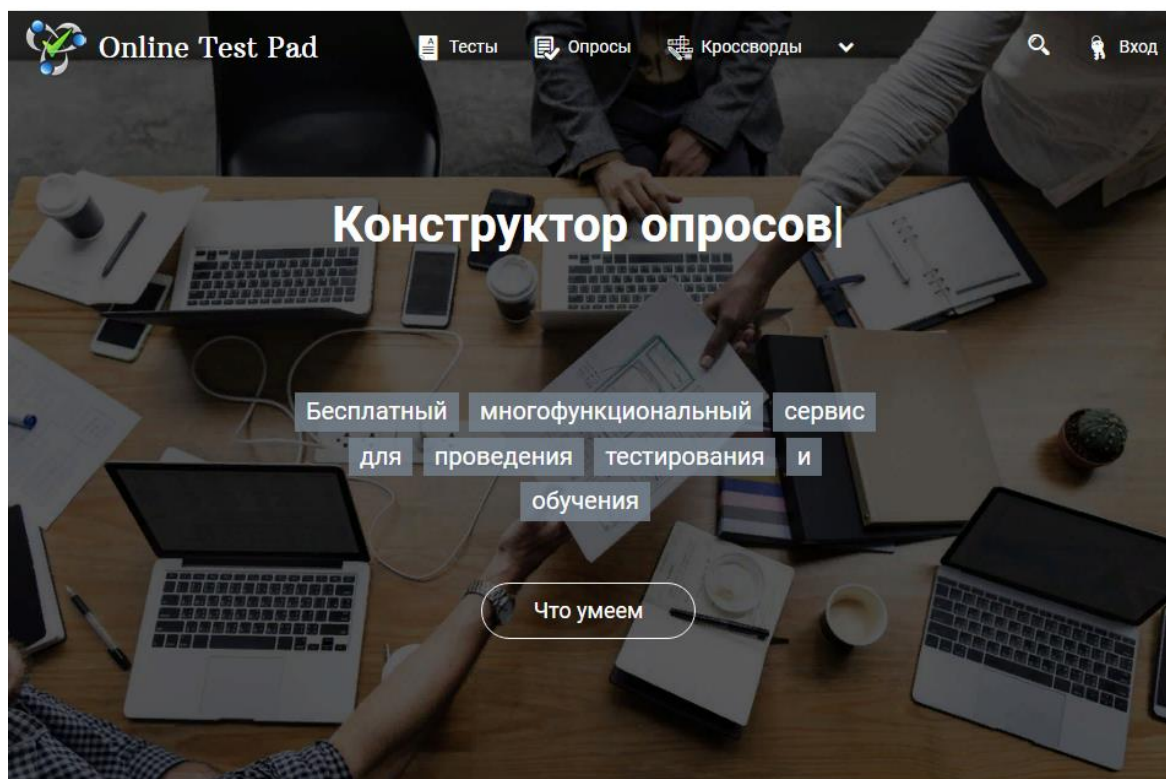 Online Test Pad Тесты Опросы Кроссворды Вход
Конструктор опросов|
Бесплатный многофункциональный сервис
для проведения тестирования и
обучения
Что умеем